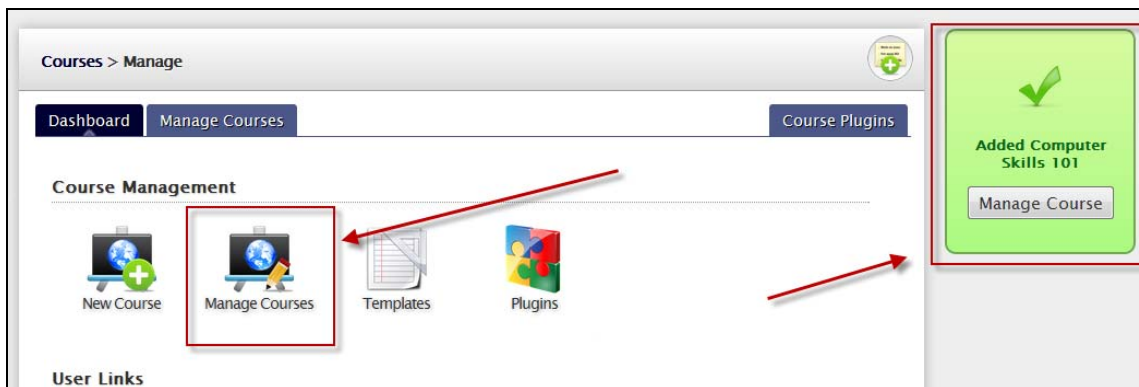 Courses > Manage
Dashboard
Manage Courses
Course Plugins
Course Management
New Course
Manage Courses
Templates
Plugins
User Links
Added Computer
Skills 101
Manage Course